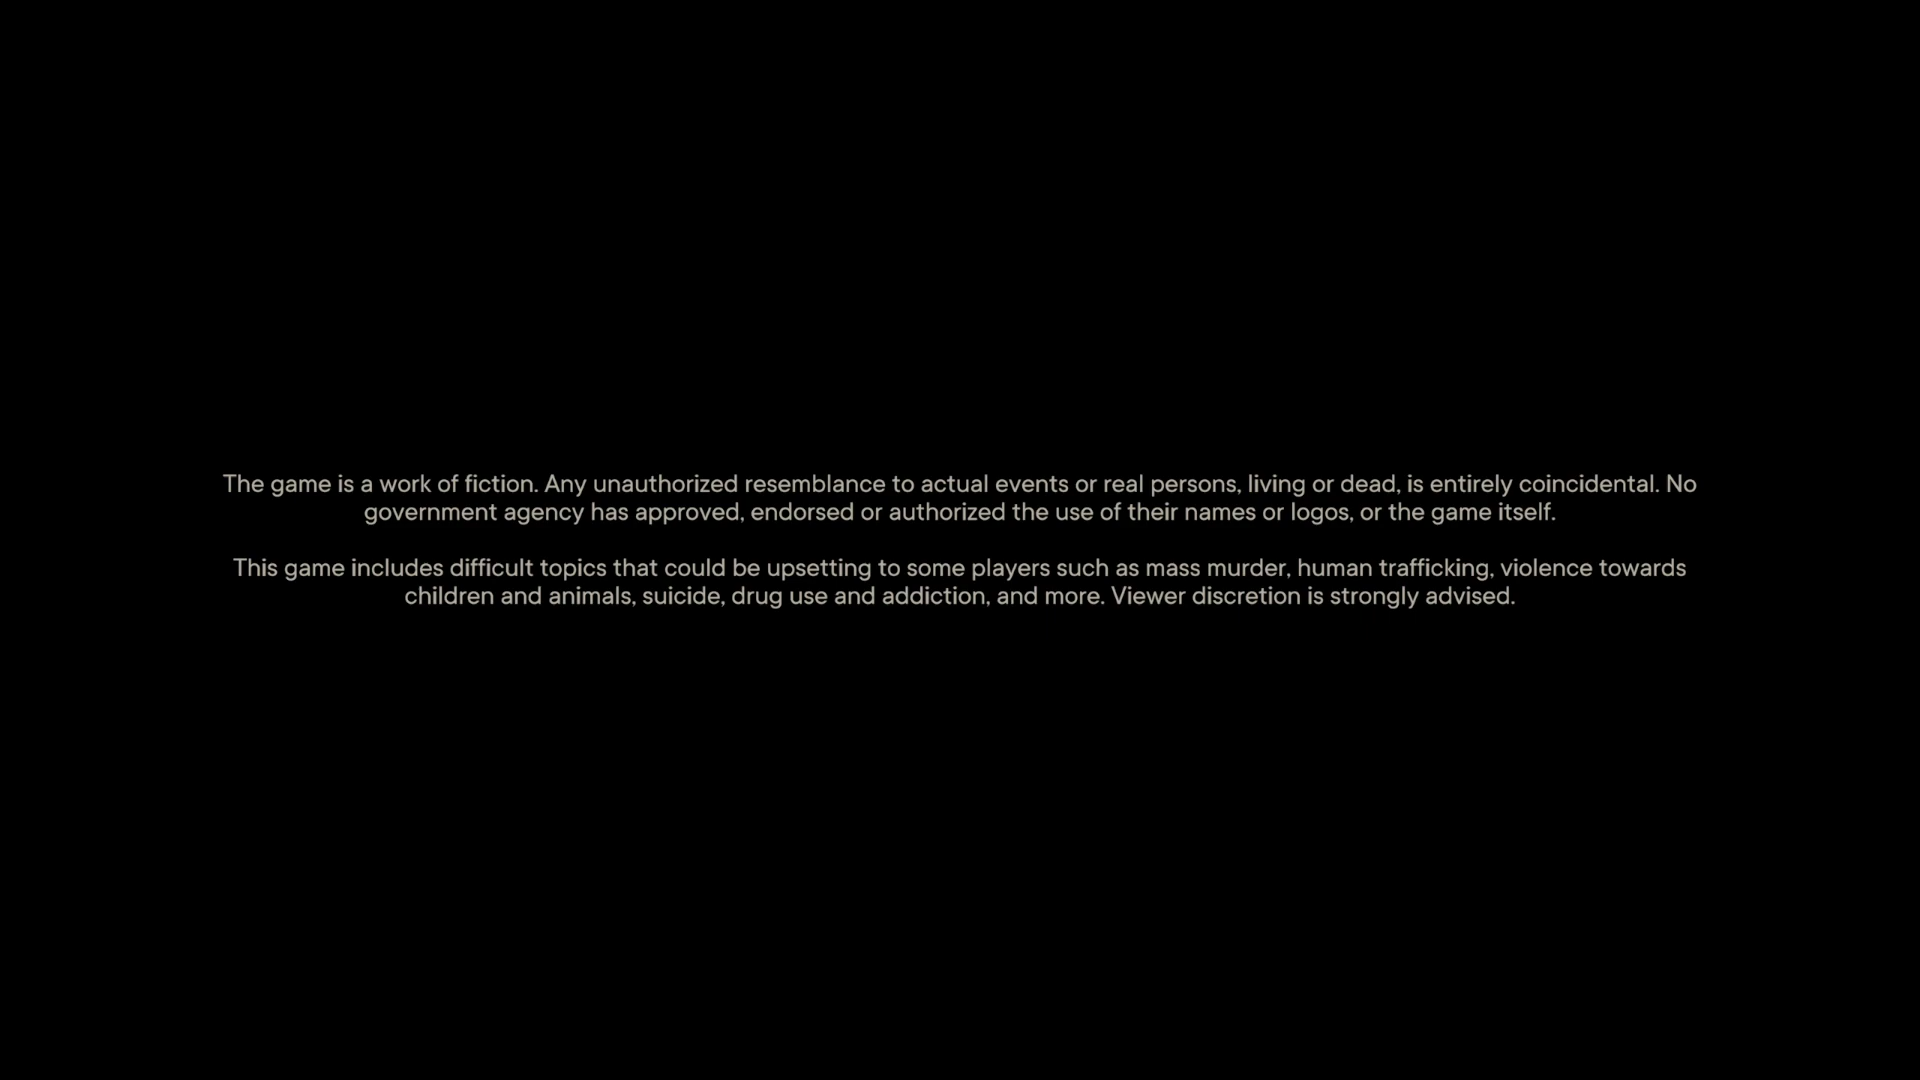 The game is a work of fiction. Any unauthorized resemblance to actual events or real persons, living or dead, is entirely coincidental. No
government agency has approved, endorsed or authorized the use of their names or logos, or the game itself.
This game includes difficult topics that could be upsetting to some players such as mass murder, human trafficking, violence towards
children and animals, suicide, drug use and addiction, and more. Viewer discretion is strongly advised.